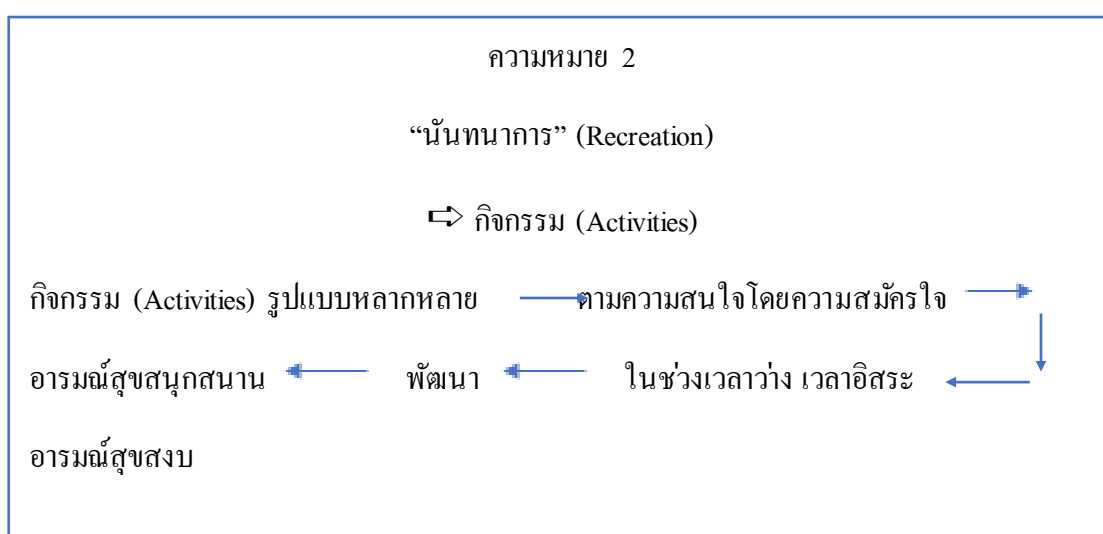 ความหมาย 2
“นันทนาการ” (Recreation)
⇨ กิจกรรม (Activities)
กิจกรรม (Activities) รูปแบบหลากหลาย ตามความสนใจโดยความสมัครใจ
อารมณ์สุขสนุกสนาน พัฒนา ในช่วงเวลาว่าง เวลาอิสระ
อารมณ์สุขสงบ